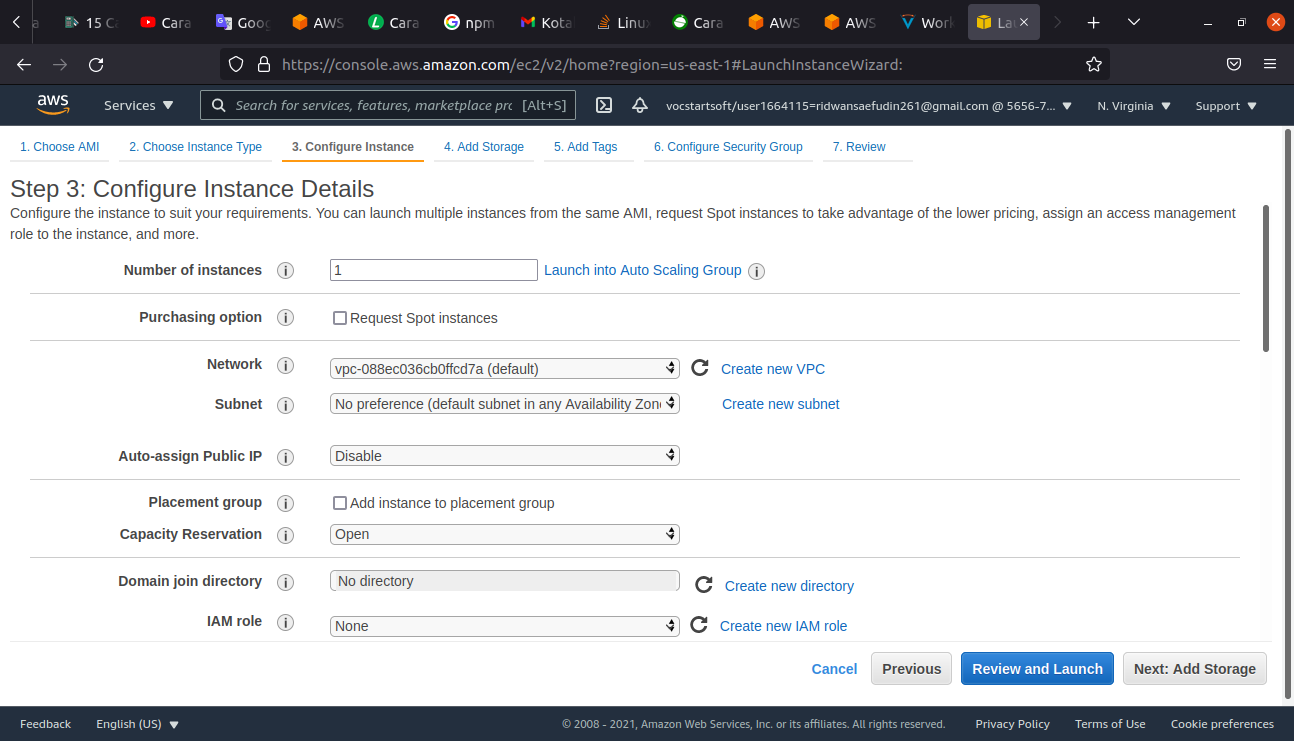 15 C
Cara
Goog
AWS
Cara
npm
Kota
Linux
Cara
AWS
AWS
Work
La
https://console.aws.amazon.com/ec2/v2/home?region=us-east-1#LaunchInstanceWizard:
aws Services Search for services, features, marketplace prc [Alt+S] vocstartsoft/user1664115=ridwansaefudin261@gmail.com @ 5656-7... N. Virginia Support
1. Choose AMI 2. Choose Instance Type 3. Configure Instance 4. Add Storage 5. Add Tags 6. Configure Security Group 7. Review
Step 3: Configure Instance Details
Configure the instance to suit your requirements. You can launch multiple instances from the same AMI, request Spot instances to take advantage of the lower pricing, assign an access management
role to the instance, and more.
Number of instances 1 Launch into Auto Scaling Group
Purchasing option Request Spot instances
Network vpc-088ec036cb0ffcd7a (default) Create new VPC
Subnet No preference (default subnet in any Availability Zone Create new subnet
Auto-assign Public IP Disable
Placement group Add instance to placement group
Capacity Reservation Open
Domain join directory No directory Create new directory
IAM role None Create new IAM role
Cancel Previous Review and Launch Next: Add Storage
Feedback English (US) © 2008 - 2021, Amazon Web Services, Inc. or its affiliates. All rights reserved. Privacy Policy Terms of Use Cookie preferences